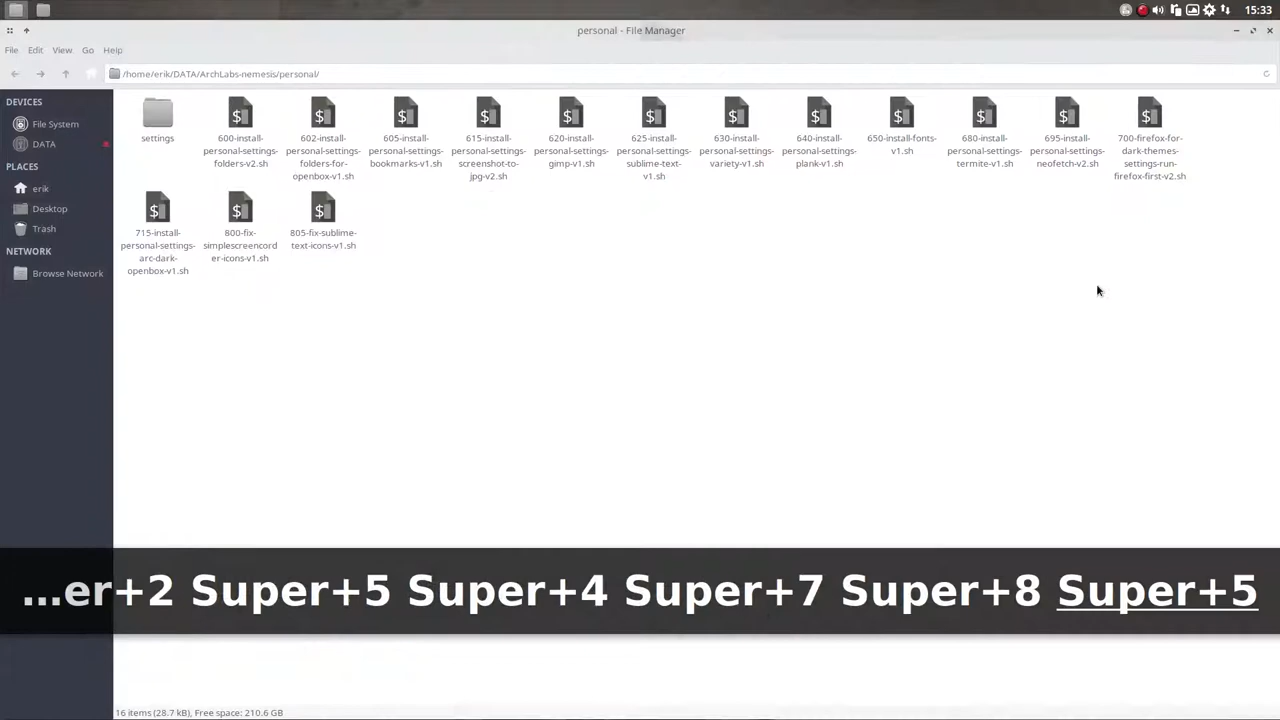 15:33
personal - File Manager
File Edit View Go Help
/home/erik/DATA/ArchLabs-nemesis/personal/
DEVICES
File System
DATA
PLACES
erik
Desktop
Trash
NETWORK
Browse Network
settings
600-install-
personal-settings-
folders-v2.sh
602-install-
personal-settings-
folders-for-
openbox-v1.sh
605-install-
personal-settings-
bookmarks-v1.sh
615-install-
personal-settings-
screenshot-to-
jpg-v2.sh
620-install-
personal-settings-
gimp-v1.sh
625-install-
personal-settings-
sublime-text-
v1.sh
630-install-
personal-settings-
variety-v1.sh
640-install-
personal-settings-
plank-v1.sh
650-install-fonts-
v1.sh
680-install-
personal-settings-
termite-v1.sh
695-install-
personal-settings-
neofetch-v2.sh
700-firefox-for-
dark-themes-
settings-run-
firefox-first-v2.sh
715-install-
personal-settings-
arc-dark-
openbox-v1.sh
800-fix-
simplescreencord
er-icons-v1.sh
805-fix-sublime-
text-icons-v1.sh
...er+2 Super+5 Super+4 Super+7 Super+8 Super+5
16 items (28.7 kB), Free space: 210.6 GB